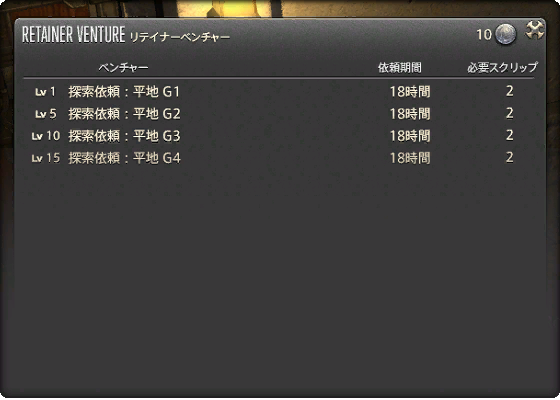 RETAINER VENTURE リテイナーベンチャー 10
ベンチャー 依頼期間 必要スクリップ
Lv 1 探索依頼：平地 G1 18時間 2
Lv 5 探索依頼：平地 G2 18時間 2
Lv 10 探索依頼：平地 G3 18時間 2
Lv 15 探索依頼：平地 G4 18時間 2